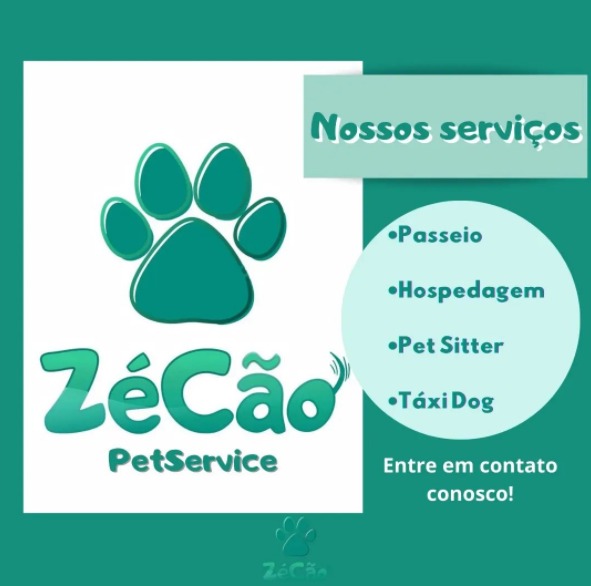 Nossos serviços
•Passeio
•Hospedagem
•Pet Sitter
•Táxi Dog
ZéCão
PetService
Entre em contato
conosco!
ZéCão